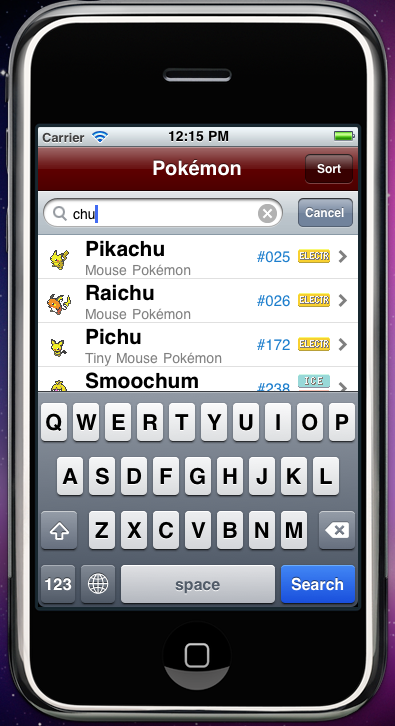 Carrier 12:15 PM
Pokémon Sort
chu Cancel
Pikachu
Mouse Pokémon
#025 ELECTR
Raichu
Mouse Pokémon
#026 ELECTR
Pichu
Tiny Mouse Pokémon
#172 ELECTR
Smoochum
#238 ICE
Q W E R T Y U I O P
A S D F G H J K L
Z X C V B N M
123 space Search